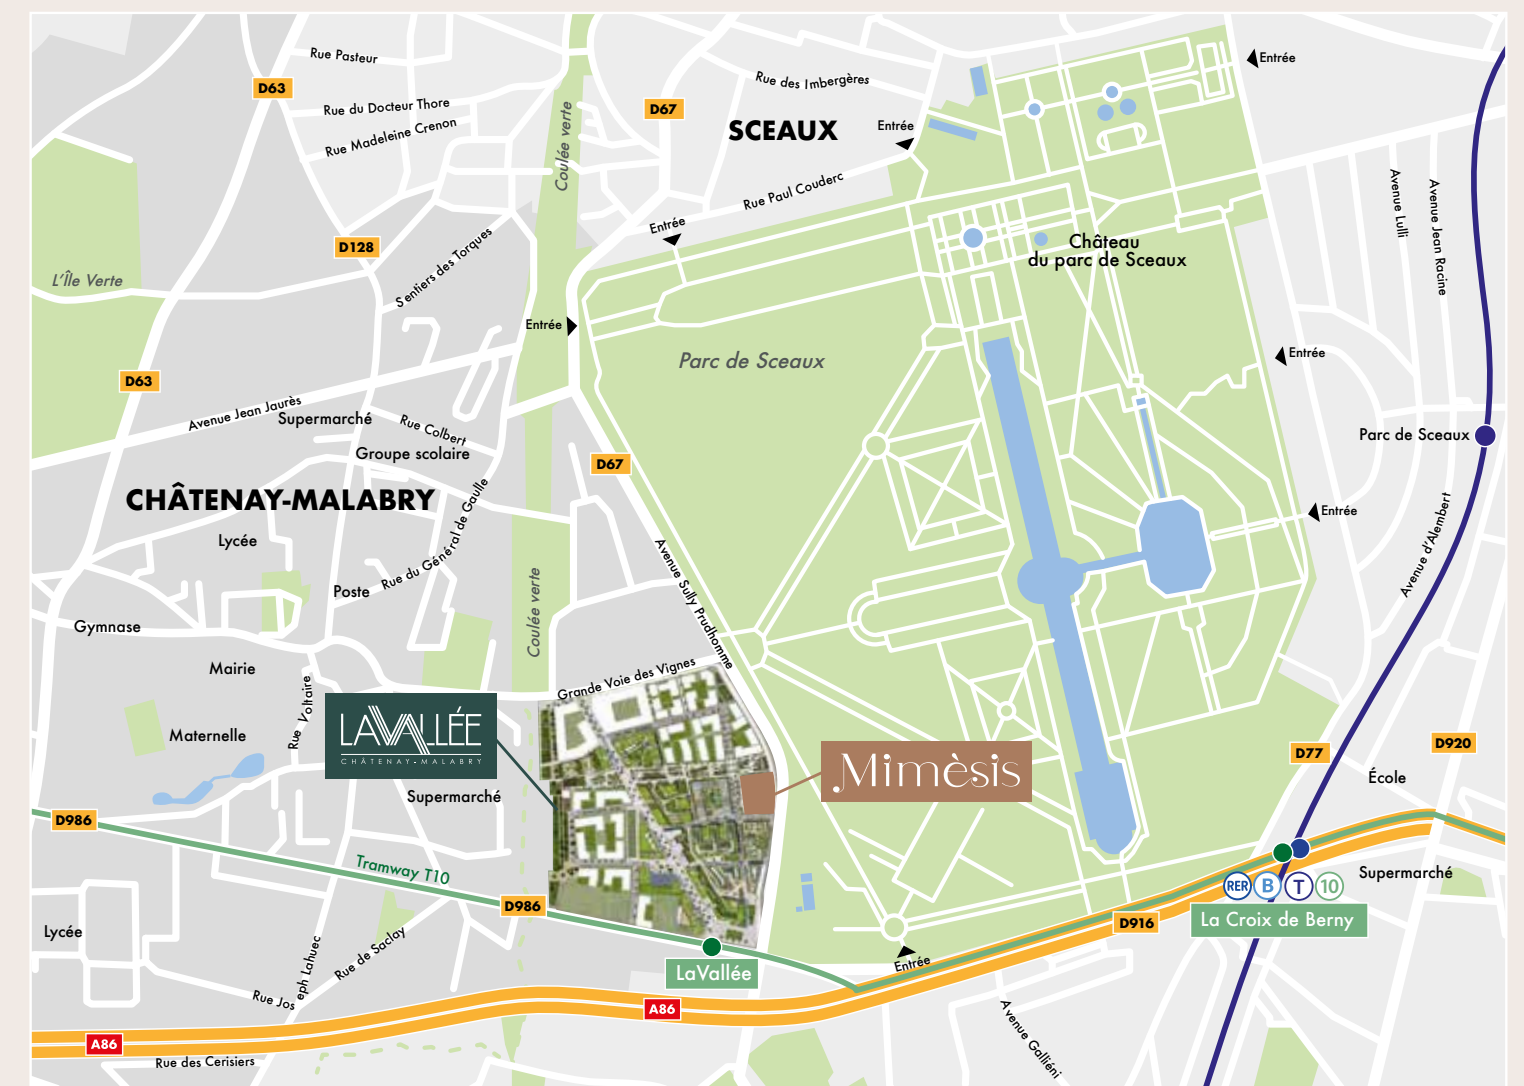 Rue Pasteur
D63
Rue du Docteur Thore
Rue Madeleine Crenon
Coulée verte
D67
Rue des Imbergères
SCEAUX
Entrée
Entrée
Rue Paul Couderc
Entrée
Avenue Lulli
Avenue Jean Racine
D128
Sentiers des Torques
L'Île Verte
Château
du parc de Sceaux
Entrée
Parc de Sceaux
Entrée
D63
Avenue Jean Jaurès
Supermarché
Rue Colbert
Groupe scolaire
D67
Parc de Sceaux
CHÂTENAY-MALABRY
Lycée
Rue du Général de Gaulle
Poste
Entrée
Avenue d'Alembert
Avenue Sully Prudhomme
Coulée verte
Gymnase
Mairie
Grande Voie des Vignes
Rue Voltaire
Maternelle
LAVALLÉE
CHÂTENAY-MALABRY
Mimèsis
D77
D920
École
Supermarché
D986
Tramway T10
D986
Supermarché
RER B T 10
La Croix de Berny
D916
Lycée
Rue Joseph Lahuec
Rue de Saclay
Entrée
LaVallée
A86
A86
Rue des Cerisiers
Avenue Galliéni